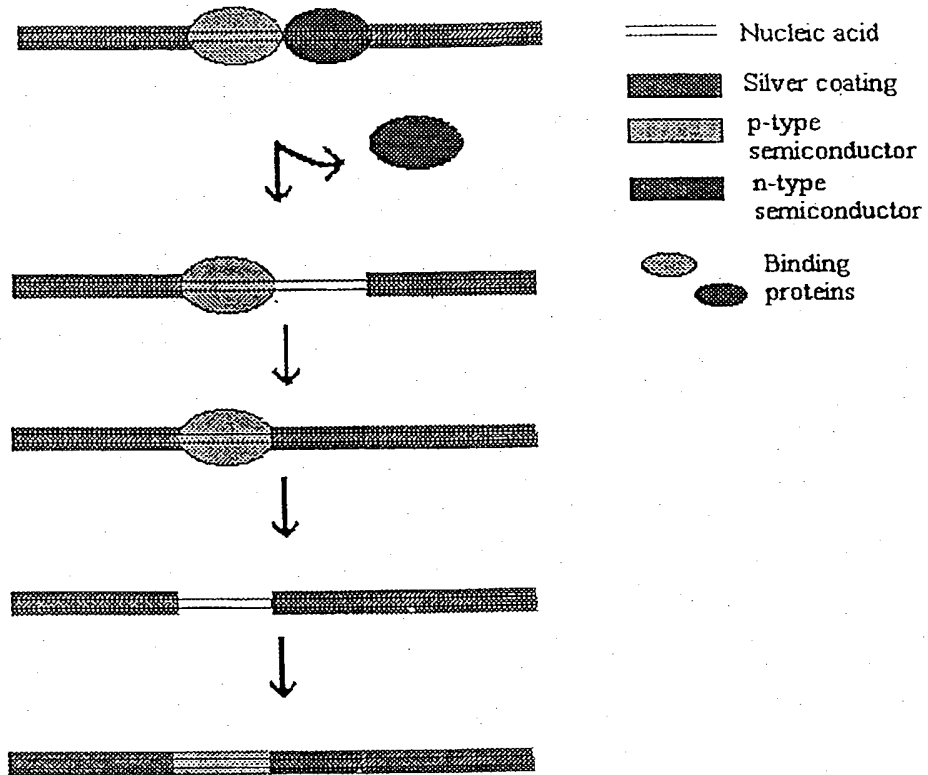 Nucleic acid
Silver coating
p-type
semiconductor
n-type
semiconductor
Binding
proteins